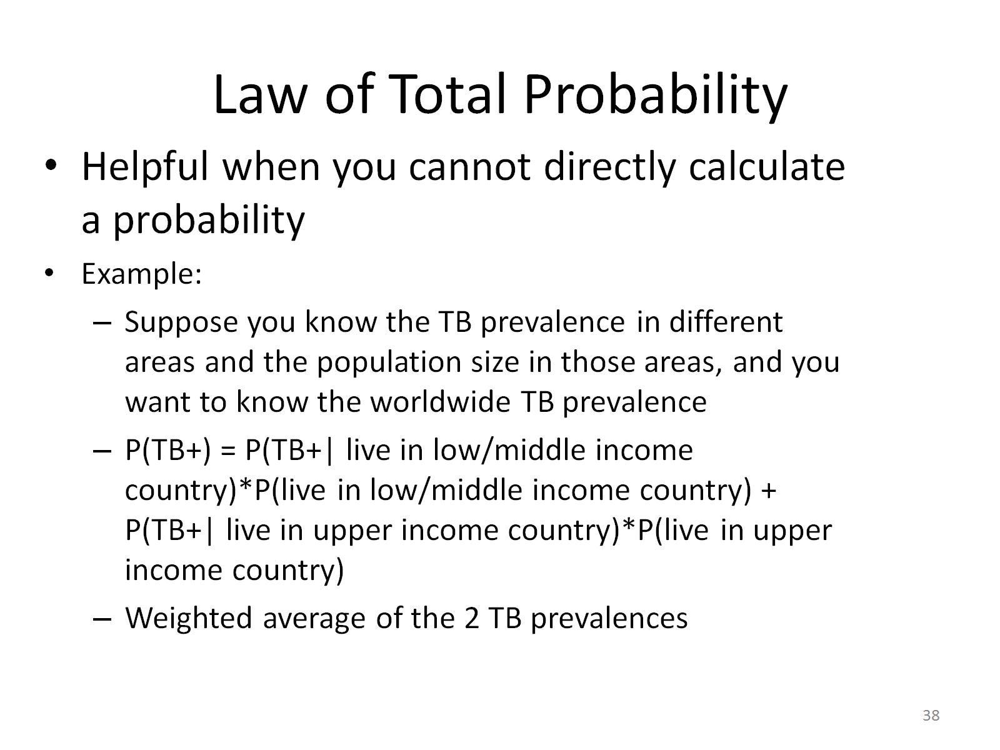 Law of Total Probability
• Helpful when you cannot directly calculate
a probability
• Example:
– Suppose you know the TB prevalence in different
areas and the population size in those areas, and you
want to know the worldwide TB prevalence
– P(TB+) = P(TB+| live in low/middle income
country)*P(live in low/middle income country) +
P(TB+| live in upper income country)*P(live in upper
income country)
– Weighted average of the 2 TB prevalences
38